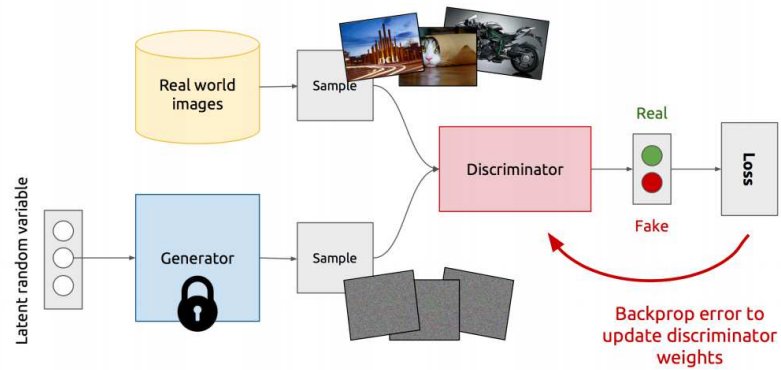 Real world
images
Sample
Real
Discriminator
Loss
Fake
Latent random variable
Generator
Sample
Backprop error to
update discriminator
weights